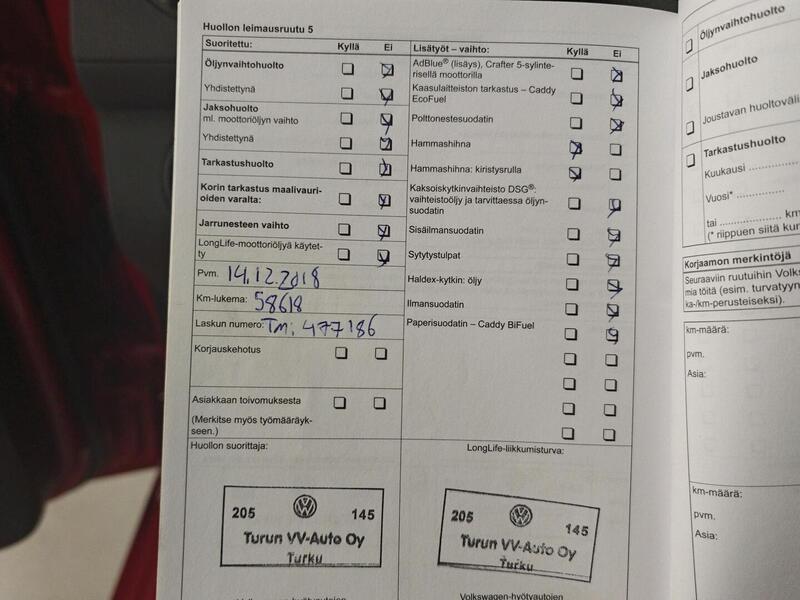 Huollon leimausruutu 5
Suoritettu: Kyllä Ei
Öljynvaihtohuolto
Yhdistettynä
Jaksohuolto
ml. moottoriöljyn vaihto
Yhdistettynä
Tarkastushuolto
Korin tarkastus maalivauri-
oiden varalta:
Jarrunesteen vaihto
LongLife-moottoriöljyä käytet-
ty
Pvm. 14.12.2018
Km-lukema: 58618
Laskun numero: Tm: 477186
Korjauskehotus
Asiakkaan toivomuksesta
(Merkitse myös työmääräyk-
seen.)
Huollon suorittaja:
205 145
Turun VV-Auto Oy
Turku
Lisätyöt – vaihto: Kyllä Ei
AdBlue® (lisäys), Crafter 5-sylinte-
risellä moottorilla
Kaasulaitteiston tarkastus – Caddy
EcoFuel
Polttonestesuodatin
Hammashihna
Hammashihna: kiristysrulla
Kaksoiskytkinvaihteisto DSG®:
vaihteistoöljy ja tarvittaessa öljyn-
suodatin
Sisäilmansuodatin
Sytytystulpat
Haldex-kytkin: öljy
Ilmansuodatin
Paperisuodatin – Caddy BiFuel
LongLife-liikkumisturva:
205 145
Turun VV-Auto Oy
Turku
Volkswagen-hyötyautojen
Öljynvaihtohuolto
Jaksohuolto
Joustavan huoltoväli
Tarkastushuolto
Kuukausi
Vuosi*
tai km
(* riippuen siitä kum
Korjaamon merkintöjä
Seuraaviin ruutuihin Volks
mia töitä (esim. turvatyyn
ka-/km-perusteiseksi).
km-määrä:
pvm.
Asia:
km-määrä:
pvm.
Asia: